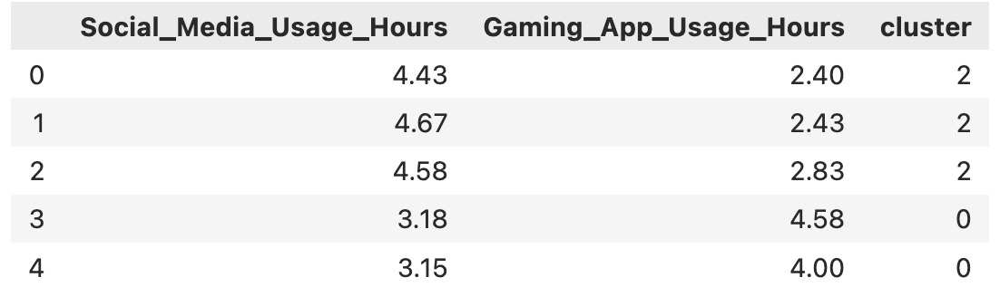 Social_Media_Usage_Hours Gaming_App_Usage_Hours cluster
0 4.43 2.40 2
1 4.67 2.43 2
2 4.58 2.83 2
3 3.18 4.58 0
4 3.15 4.00 0